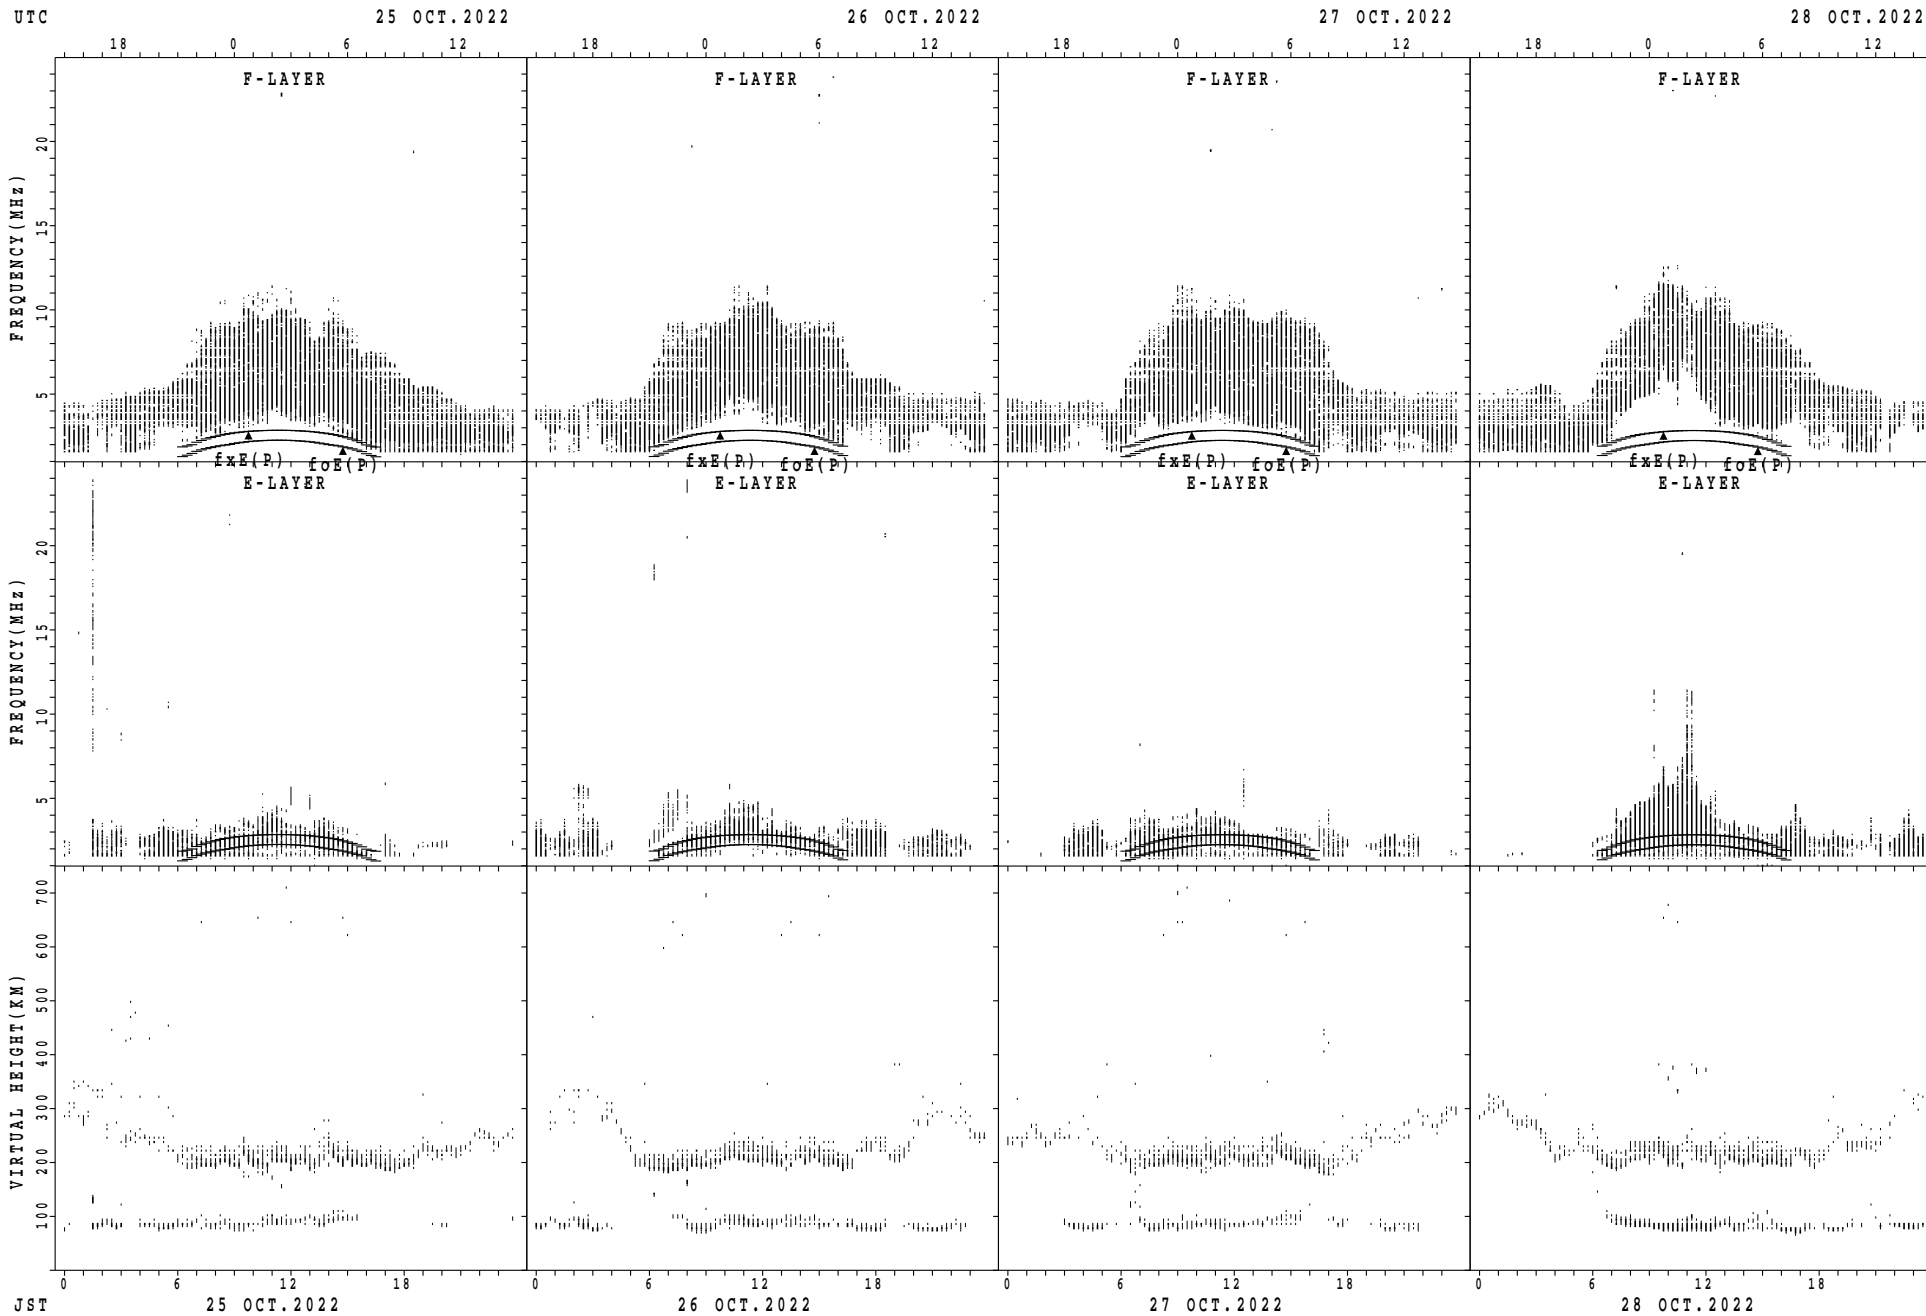 UTC 25 OCT.2022 26 OCT.2022 27 OCT.2022 28 OCT.2022
18 0 6 12 18 0 6 12 18 0 6 12 18 0 6 12
F-LAYER F-LAYER F-LAYER F-LAYER
FREQUENCY(MHz)
20
15
10
5
fxE(P) foE(P) fxE(P) foE(P) fxE(P) foE(P) fxE(P) foE(P)
E-LAYER E-LAYER E-LAYER E-LAYER
FREQUENCY(MHz)
20
15
10
5
VIRTUAL HEIGHT(KM)
700
600
500
400
300
200
100
0 6 12 18 0 6 12 18 0 6 12 18 0 6 12 18
JST 25 OCT.2022 26 OCT.2022 27 OCT.2022 28 OCT.2022